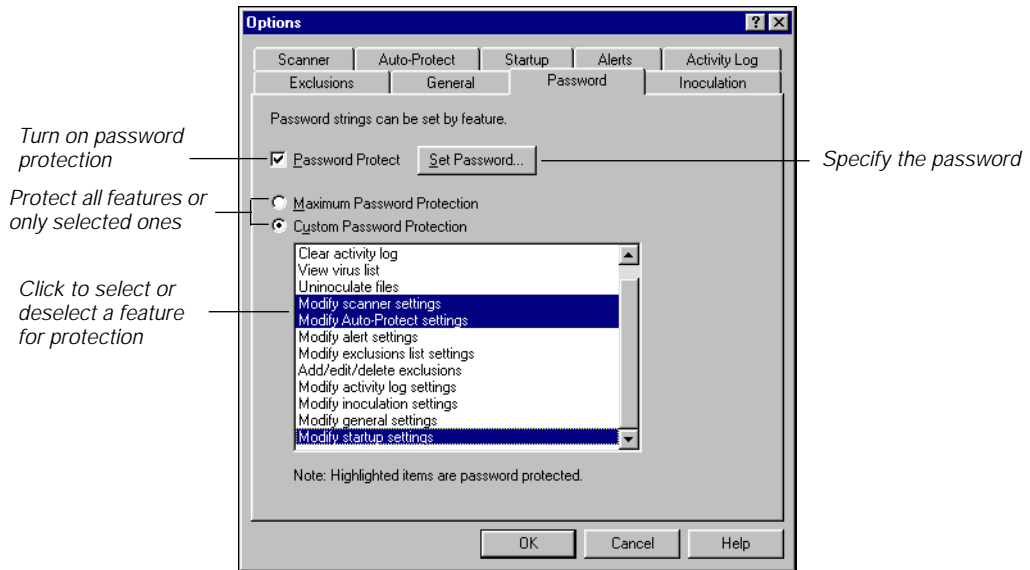 Options
Scanner Auto-Protect Startup Alerts Activity Log
Exclusions General Password Inoculation
Password strings can be set by feature.
Turn on password
protection
Password Protect Set Password...
Specify the password
Protect all features or
only selected ones
Maximum Password Protection
Custom Password Protection
Click to select or
deselect a feature
for protection
Clear activity log
View virus list
Uninoculate files
Modify scanner settings
Modify Auto-Protect settings
Modify alert settings
Modify exclusions list settings
Add/edit/delete exclusions
Modify activity log settings
Modify inoculation settings
Modify general settings
Modify startup settings
Note: Highlighted items are password protected.
OK Cancel Help